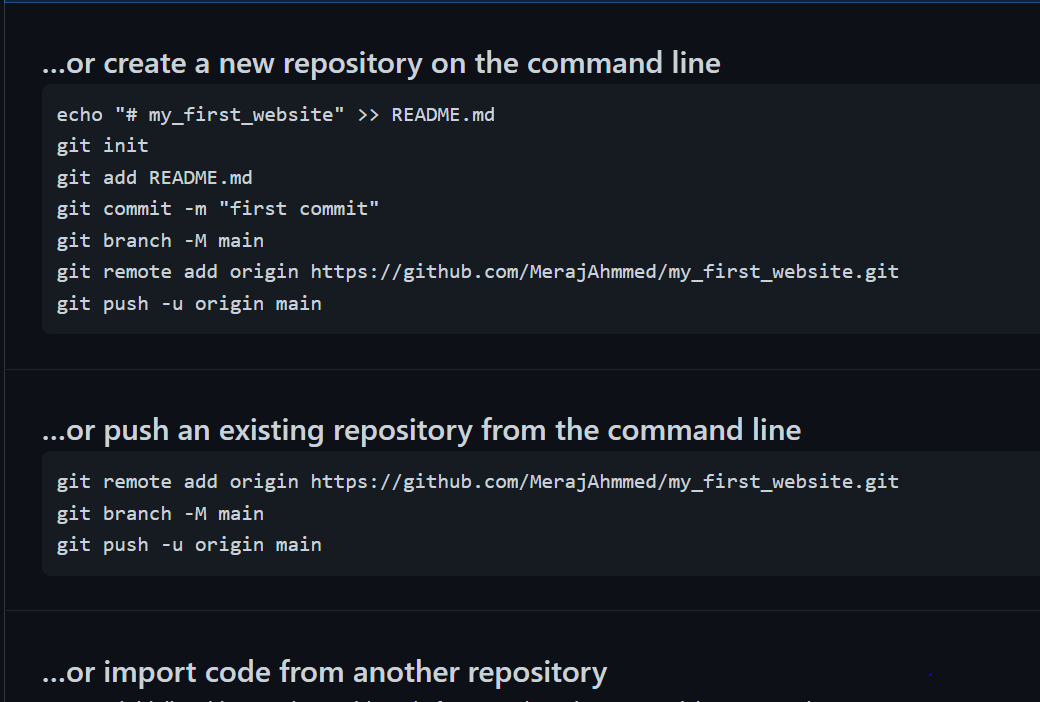 ...or create a new repository on the command line
echo "# my_first_website" >> README.md
git init
git add README.md
git commit -m "first commit"
git branch -M main
git remote add origin https://github.com/MerajAhmmed/my_first_website.git
git push -u origin main
...or push an existing repository from the command line
git remote add origin https://github.com/MerajAhmmed/my_first_website.git
git branch -M main
git push -u origin main
...or import code from another repository